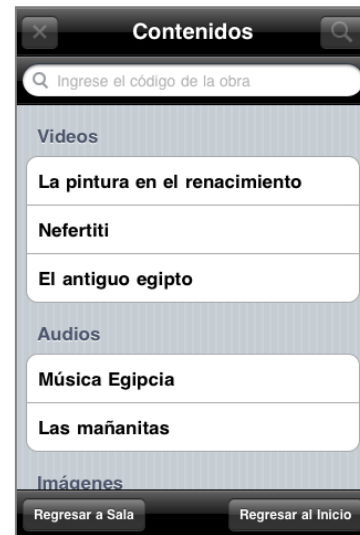 Contenidos
Ingrese el código de la obra
Videos
La pintura en el renacimiento
Nefertiti
El antiguo egipto
Audios
Música Egipcia
Las mañanitas
Imágenes
Regresar a Sala
Regresar al Inicio